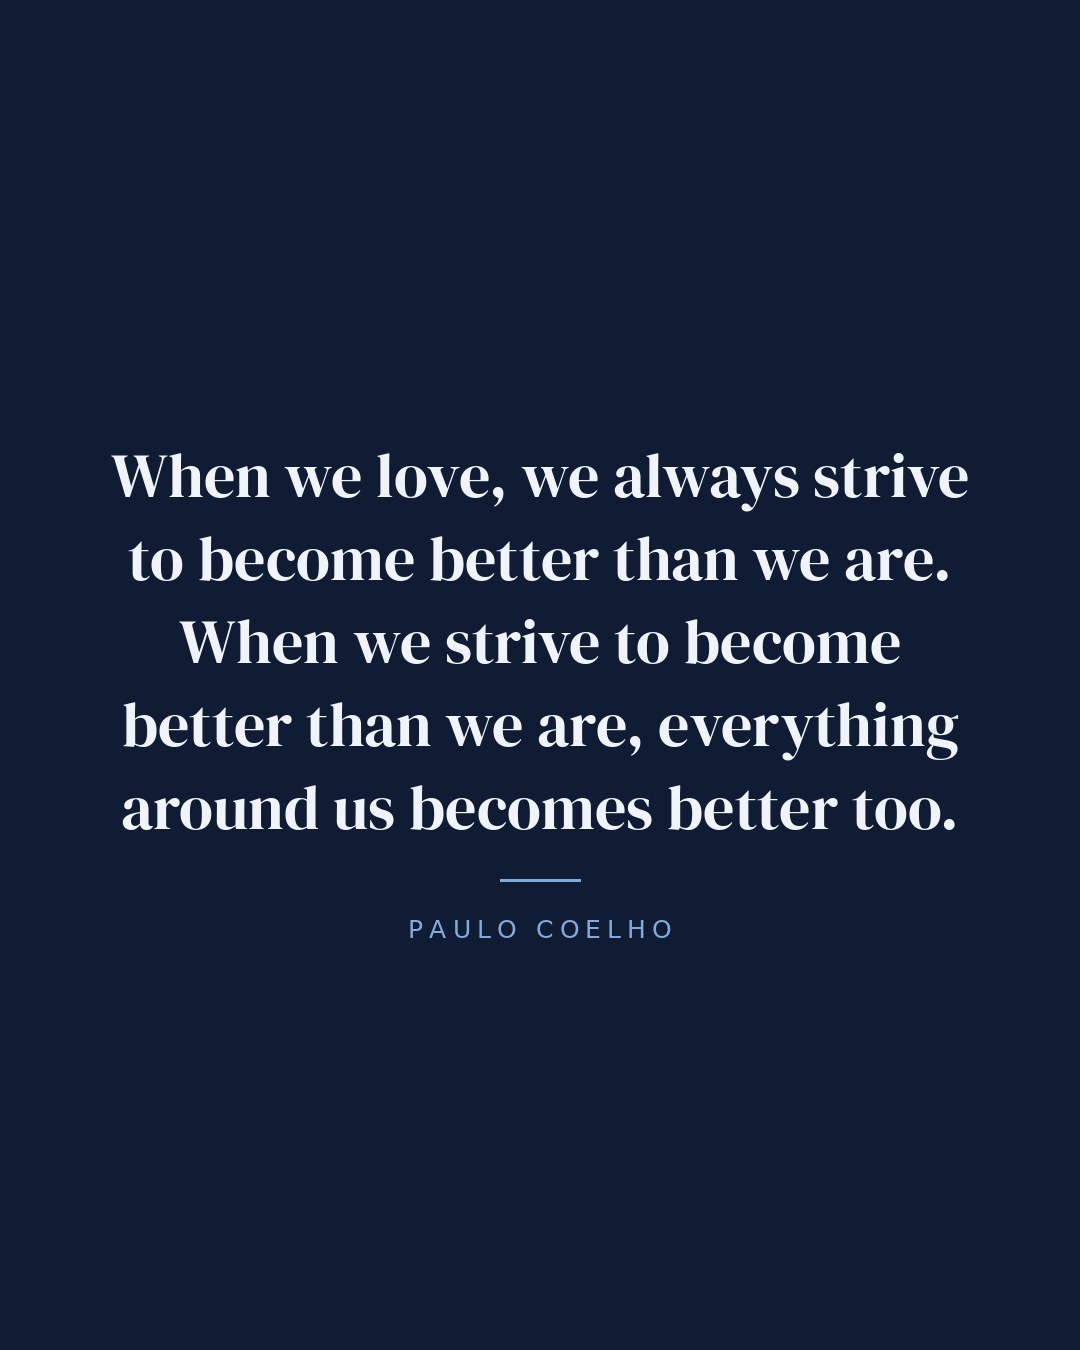 When we love, we always strive
to become better than we are.
When we strive to become
better than we are, everything
around us becomes better too.
PAULO COELHO